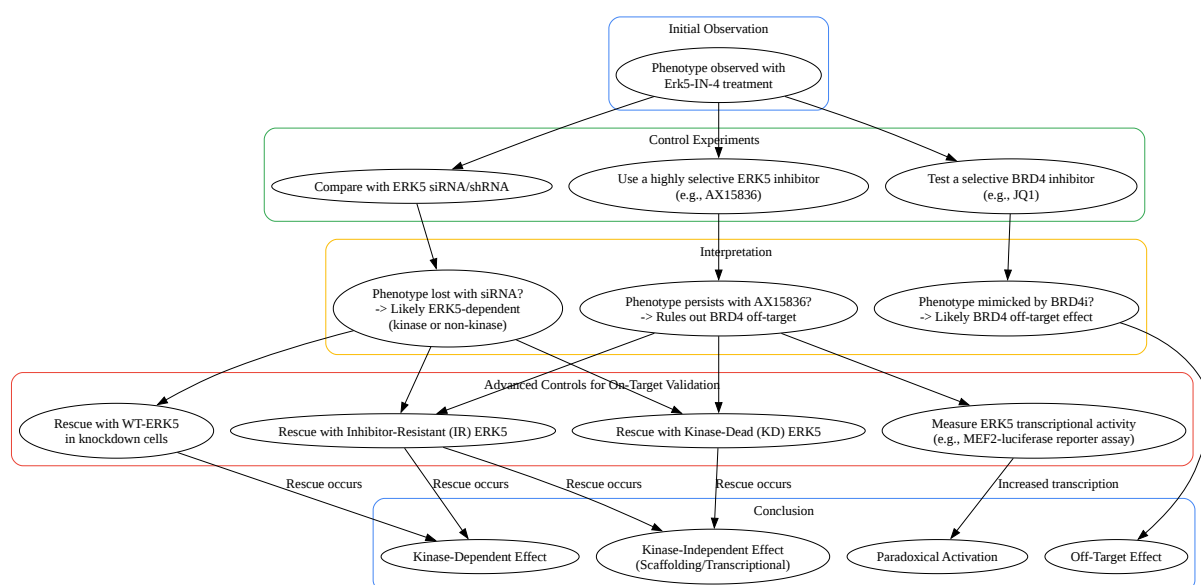 Initial Observation
Phenotype observed with
Erk5-IN-4 treatment
Control Experiments
Compare with ERK5 siRNA/shRNA
Use a highly selective ERK5 inhibitor
(e.g., AX15836)
Test a selective BRD4 inhibitor
(e.g., JQ1)
Interpretation
Phenotype lost with siRNA?
-> Likely ERK5-dependent
(kinase or non-kinase)
Phenotype persists with AX15836?
-> Rules out BRD4 off-target
Phenotype mimicked by BRD4i?
-> Likely BRD4 off-target effect
Advanced Controls for On-Target Validation
Rescue with WT-ERK5
in knockdown cells
Rescue with Inhibitor-Resistant (IR) ERK5
Rescue with Kinase-Dead (KD) ERK5
Measure ERK5 transcriptional activity
(e.g., MEF2-luciferase reporter assay)
Rescue occurs
Rescue occurs
Rescue occurs
Rescue occurs
Increased transcription
Conclusion
Kinase-Dependent Effect
Kinase-Independent Effect
(Scaffolding/Transcriptional)
Paradoxical Activation
Off-Target Effect